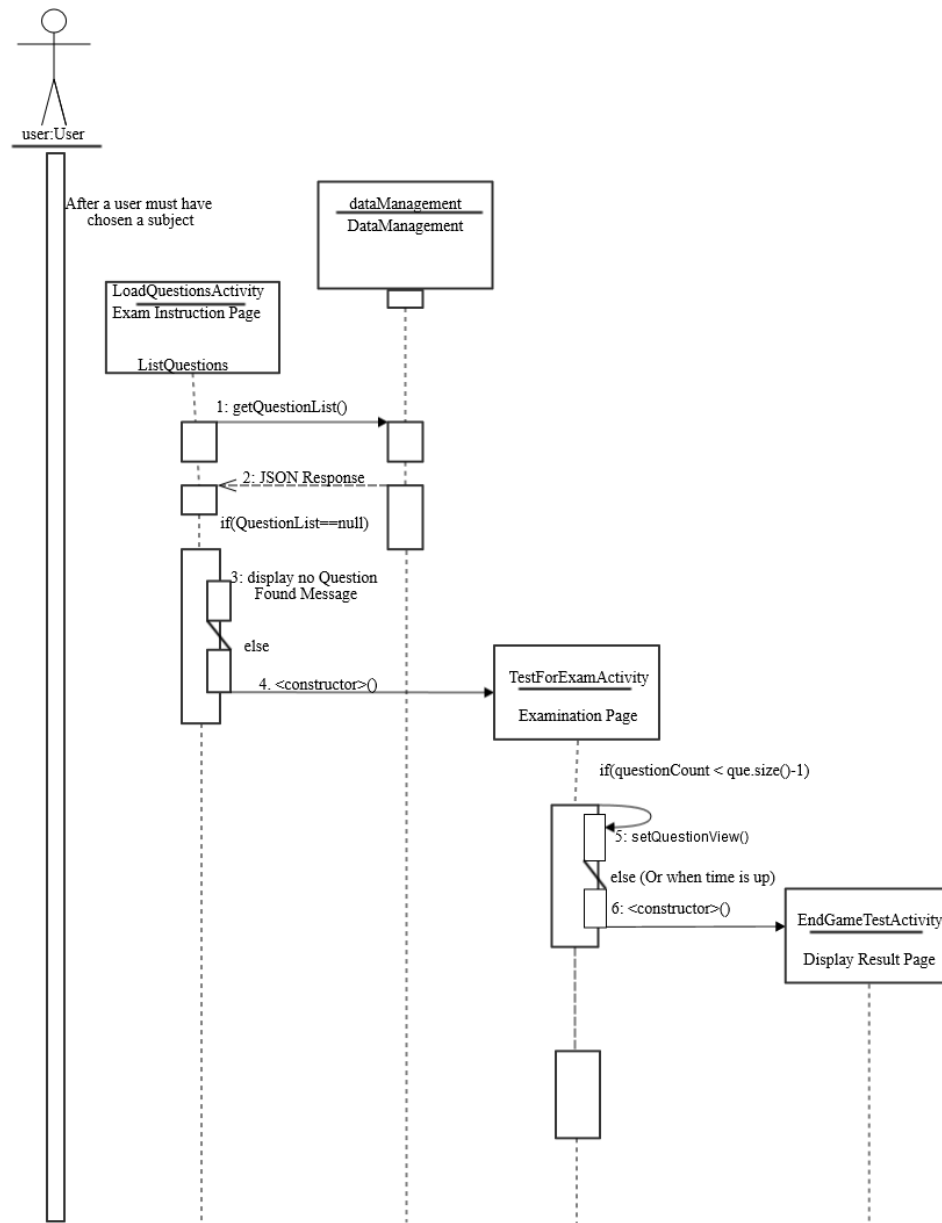 user:User
After a user must have
chosen a subject
dataManagement
DataManagement
LoadQuestionsActivity
Exam Instruction Page
ListQuestions
1: getQuestionList()
2: JSON Response
if(QuestionList==null)
3: display no Question
Found Message
else
4. <constructor>()
TestForExamActivity
Examination Page
if(questionCount < que.size()-1)
5: setQuestionView()
else (Or when time is up)
6: <constructor>()
EndGameTestActivity
Display Result Page